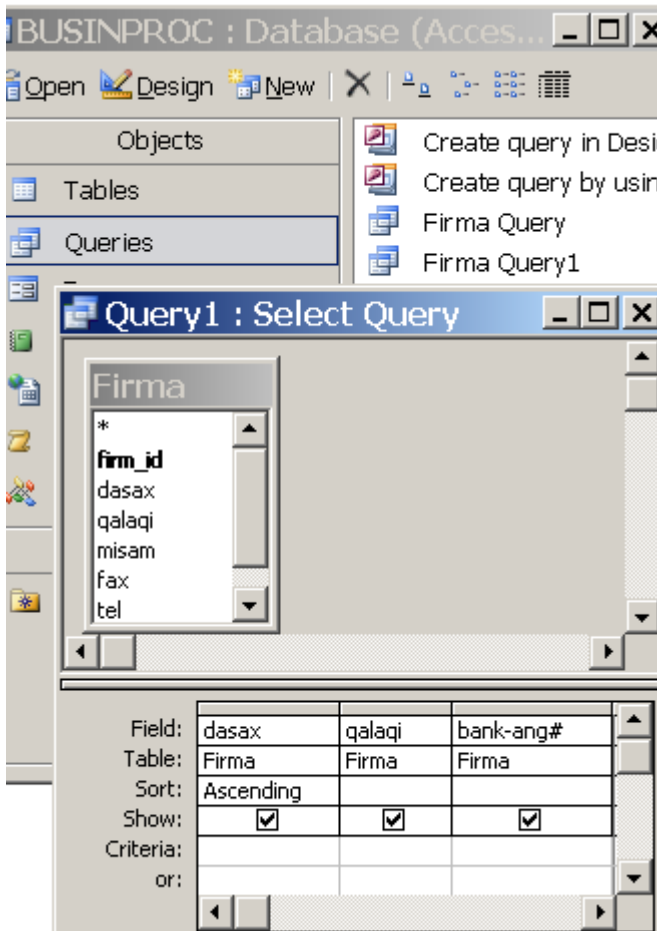 BUSINPROC : Database (Acces...
Open Design New
Objects
Tables
Queries
Create query in Desi
Create query by usin
Firma Query
Firma Query1
Query1 : Select Query
Firma
*
firm_id
dasax
qalaqi
misam
fax
tel
Field: dasax qalaqi bank-ang#
Table: Firma Firma Firma
Sort: Ascending
Show:
Criteria:
or: